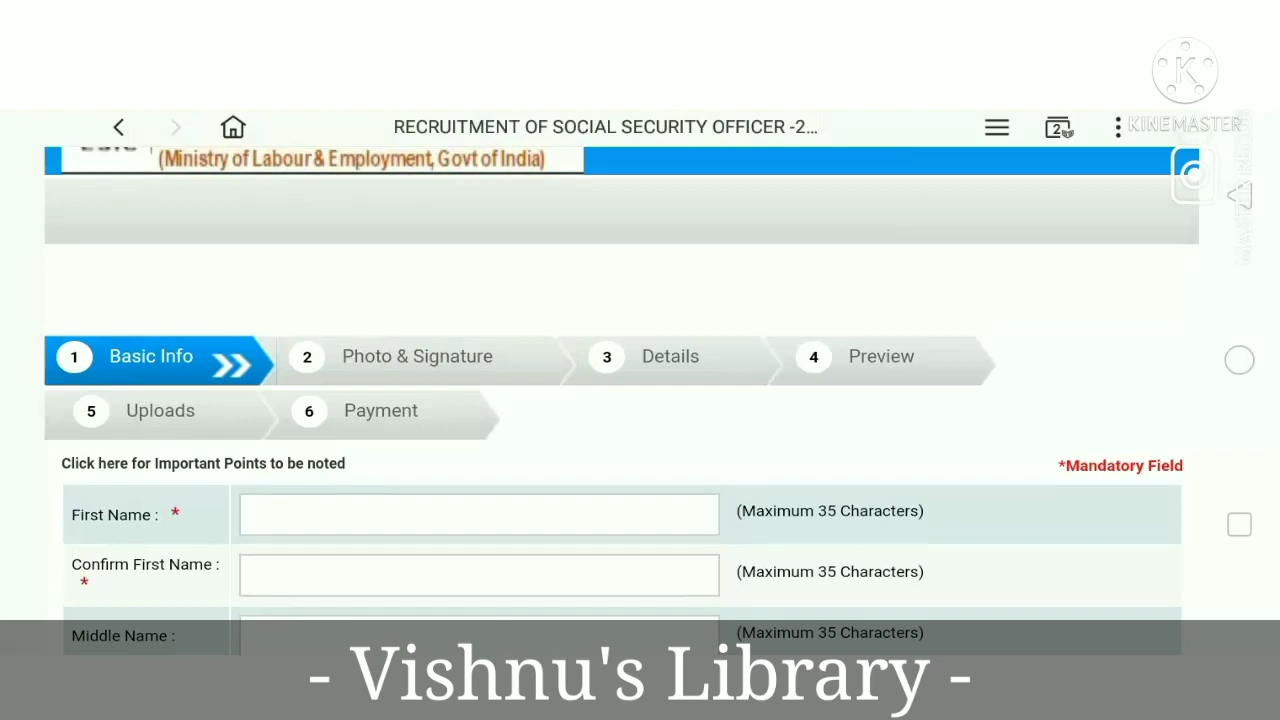 K
KINEMASTER
RECRUITMENT OF SOCIAL SECURITY OFFICER -2...
2
(Ministry of Labour & Employment, Govt of India)
1 Basic Info
2 Photo & Signature
3 Details
4 Preview
5 Uploads
6 Payment
Click here for Important Points to be noted
*Mandatory Field
First Name : *
(Maximum 35 Characters)
Confirm First Name :
*
(Maximum 35 Characters)
Middle Name :
(Maximum 35 Characters)
- Vishnu's Library -